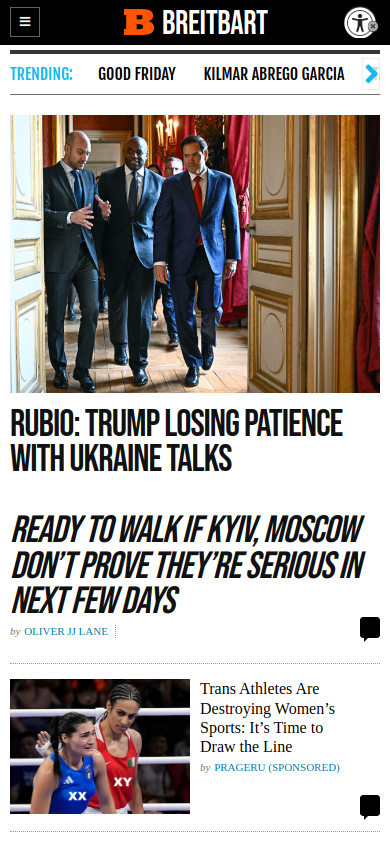 BREITBART
TRENDING:
GOOD FRIDAY
KILMAR ABREGO GARCIA
RUBIO: TRUMP LOSING PATIENCE
WITH UKRAINE TALKS
READY TO WALK IF KYIV, MOSCOW
DON'T PROVE THEY'RE SERIOUS IN
NEXT FEW DAYS
by OLIVER JJ LANE
XX
XY
Trans Athletes Are
Destroying Women's
Sports: It's Time to
Draw the Line
by PRAGERU (SPONSORED)